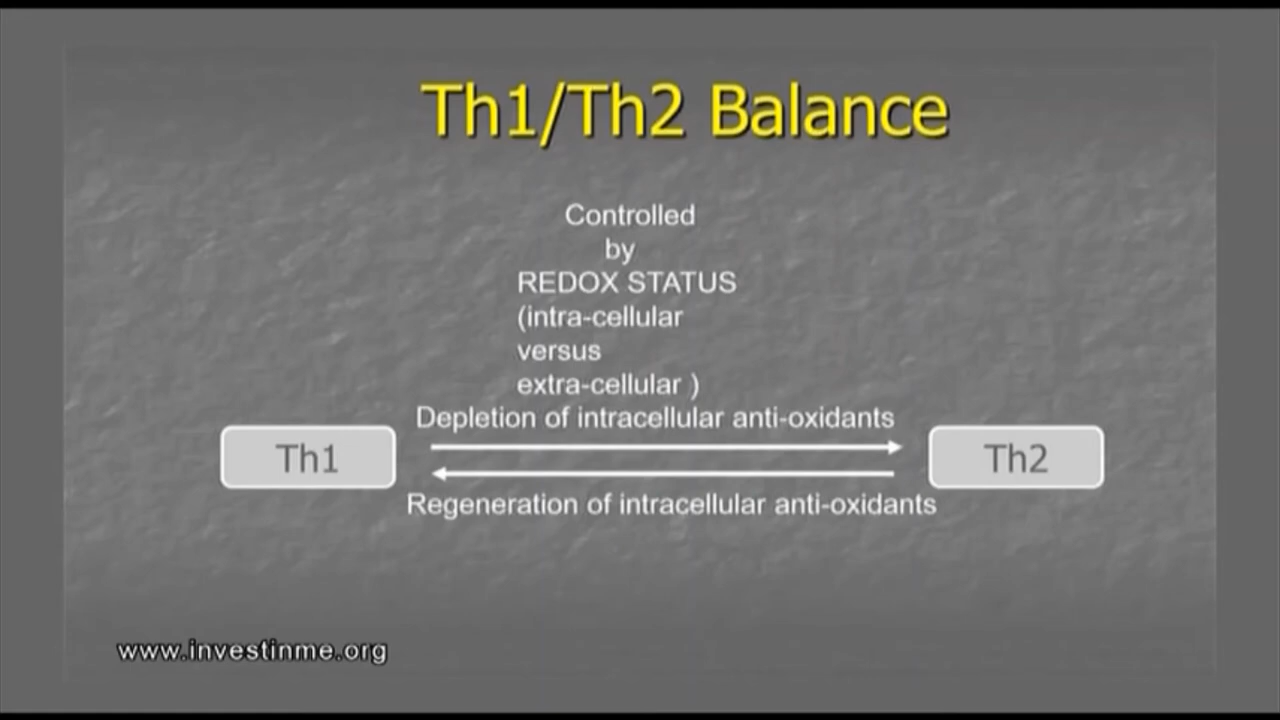 Th1/Th2 Balance
Controlled
by
REDOX STATUS
(intra-cellular
versus
extra-cellular )
Depletion of intracellular anti-oxidants
Th1
Th2
Regeneration of intracellular anti-oxidants
www.investinme.org